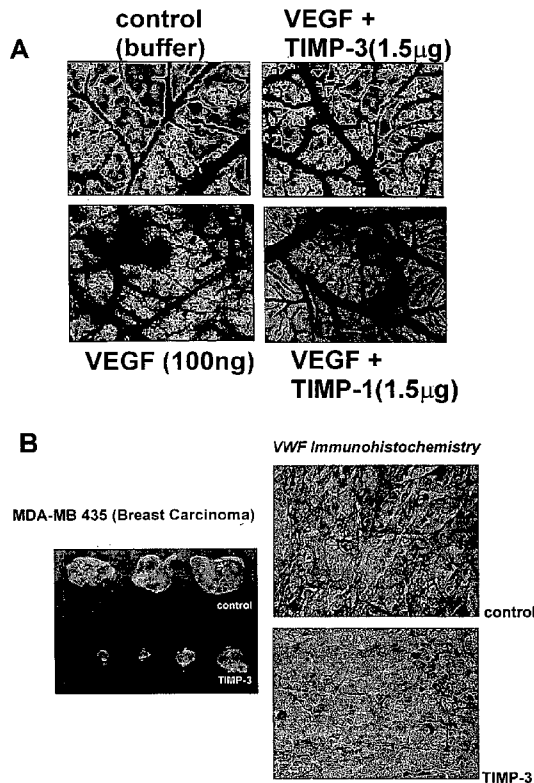 A
control
(buffer)
VEGF +
TIMP-3(1.5μg)
VEGF (100ng)
VEGF +
TIMP-1(1.5μg)
B
VWF Immunohistochemistry
MDA-MB 435 (Breast Carcinoma)
control
TIMP-3
control
TIMP-3